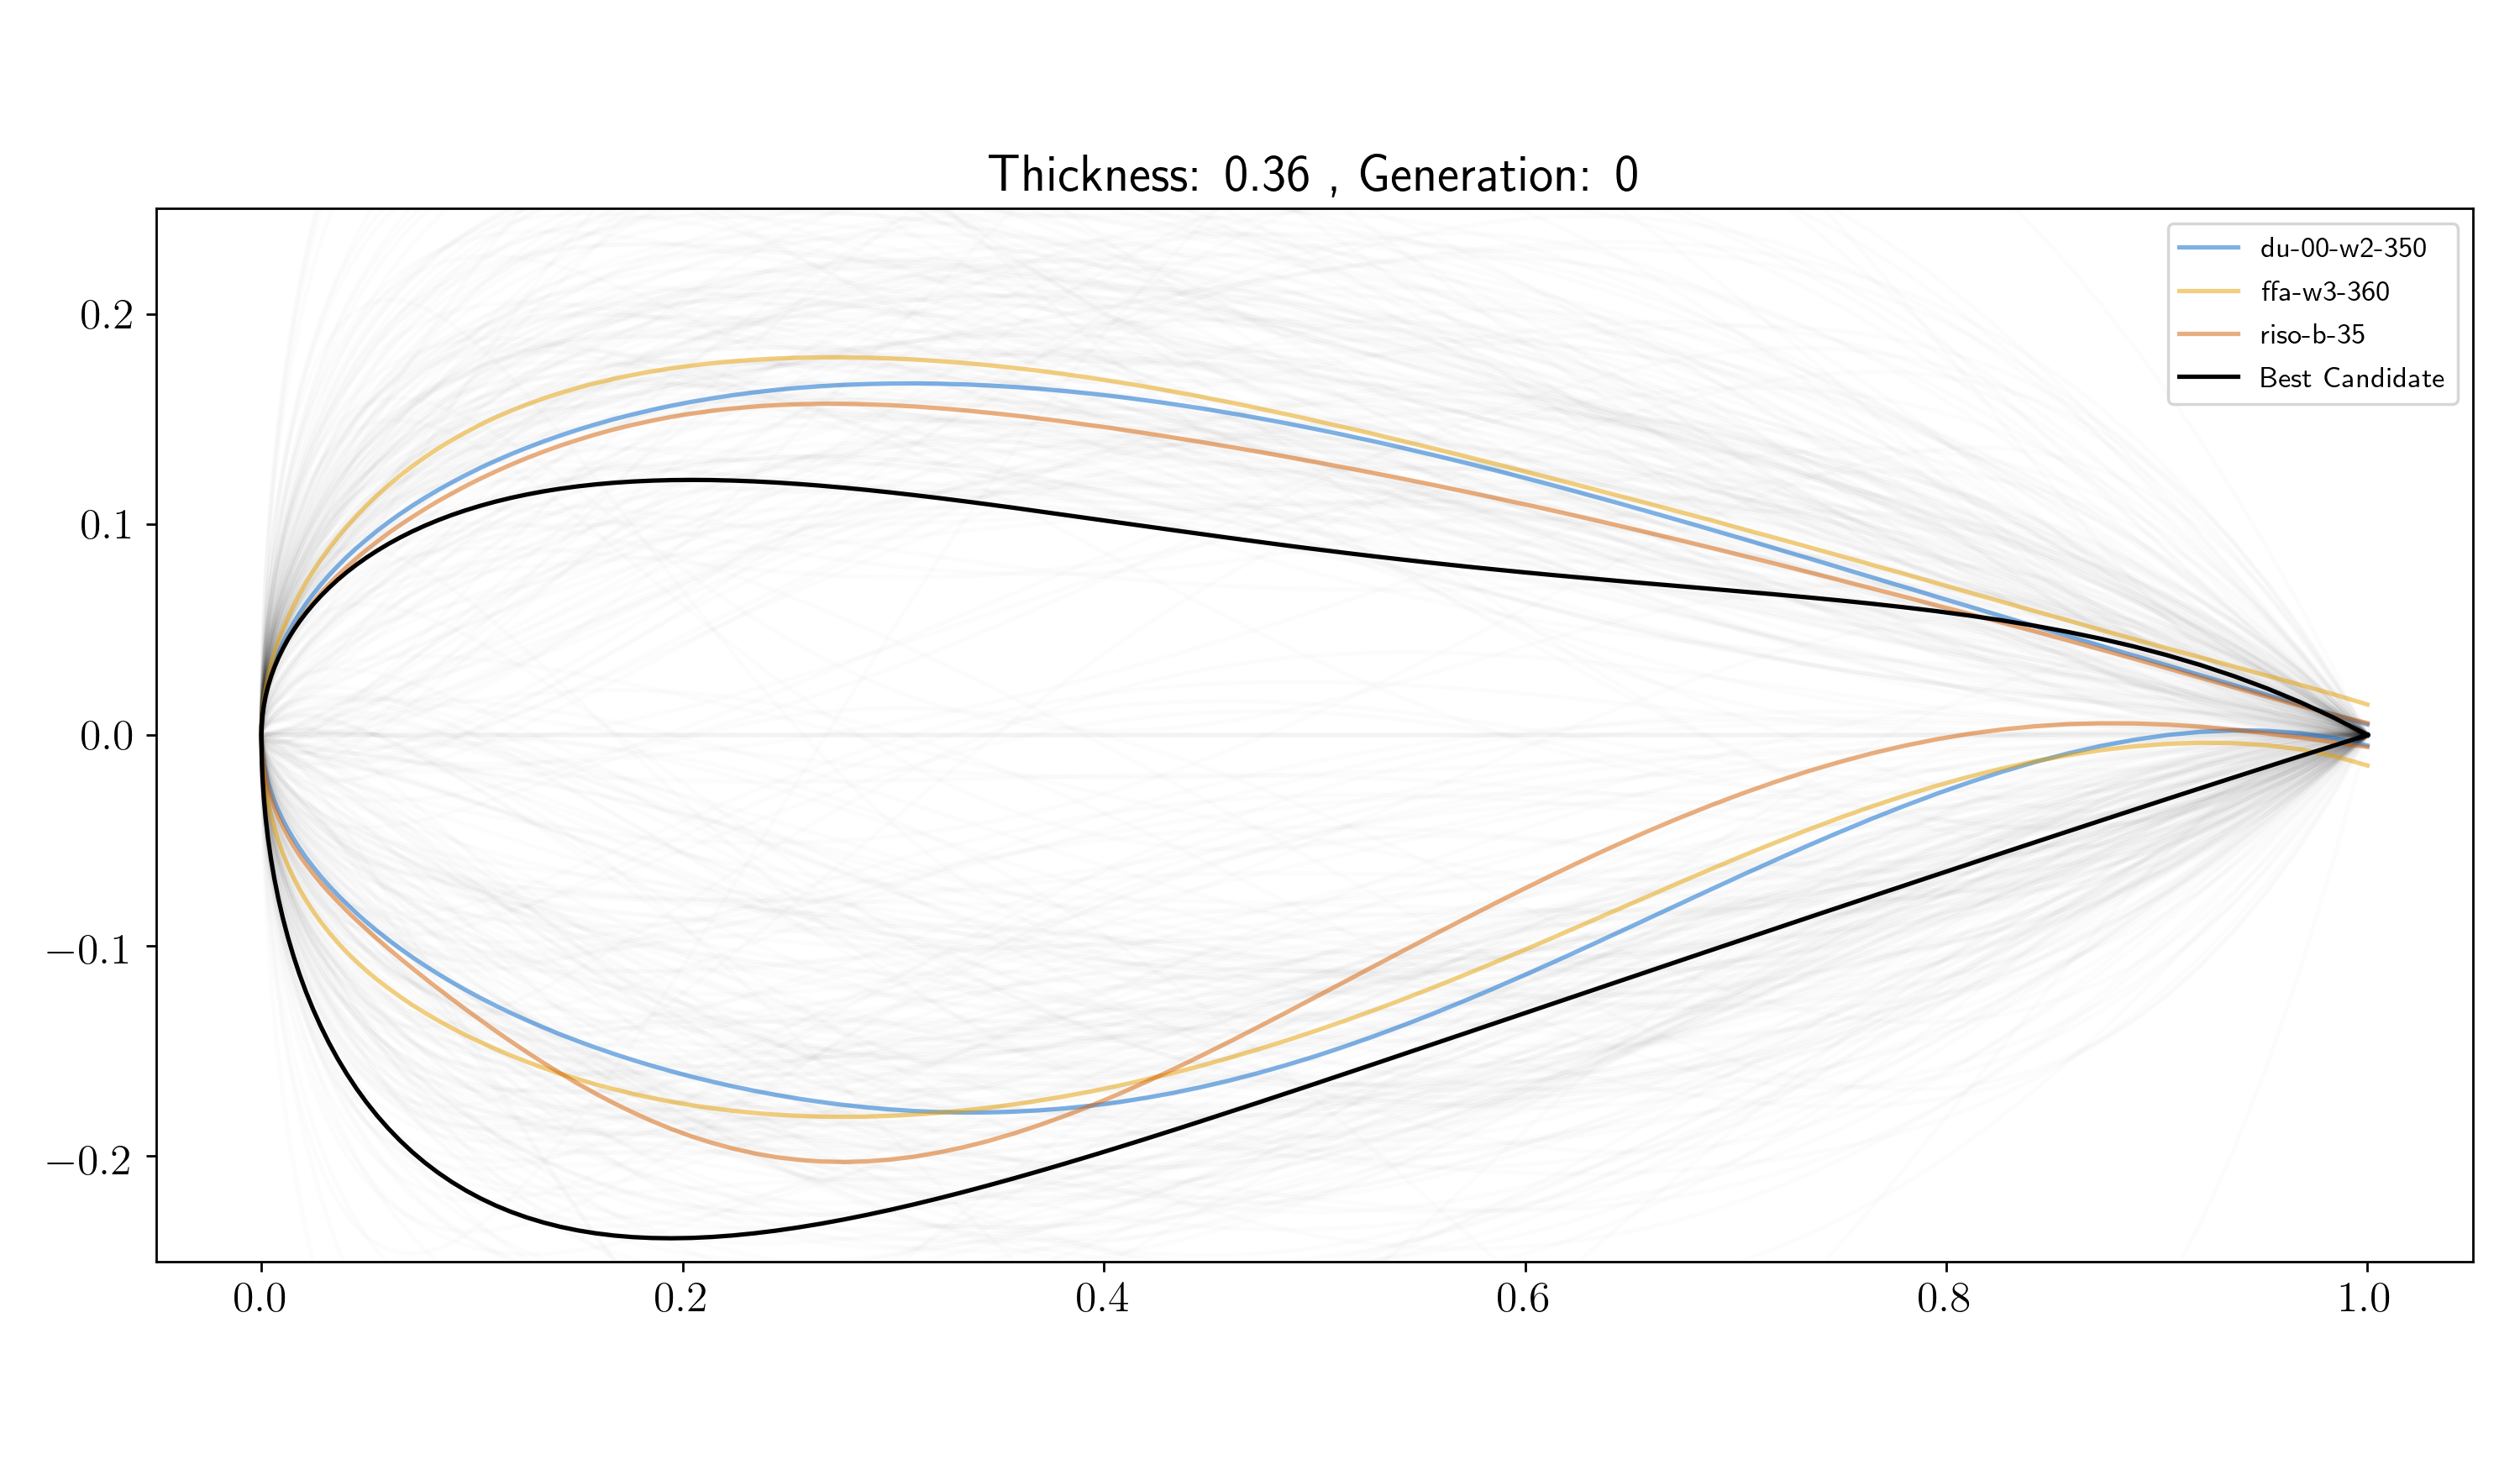 Thickness: 0.36 , Generation: 0
du-00-w2-350
ffa-w3-360
riso-b-35
Best Candidate
0.2
0.1
0.0
−0.1
−0.2
0.0 0.2 0.4 0.6 0.8 1.0